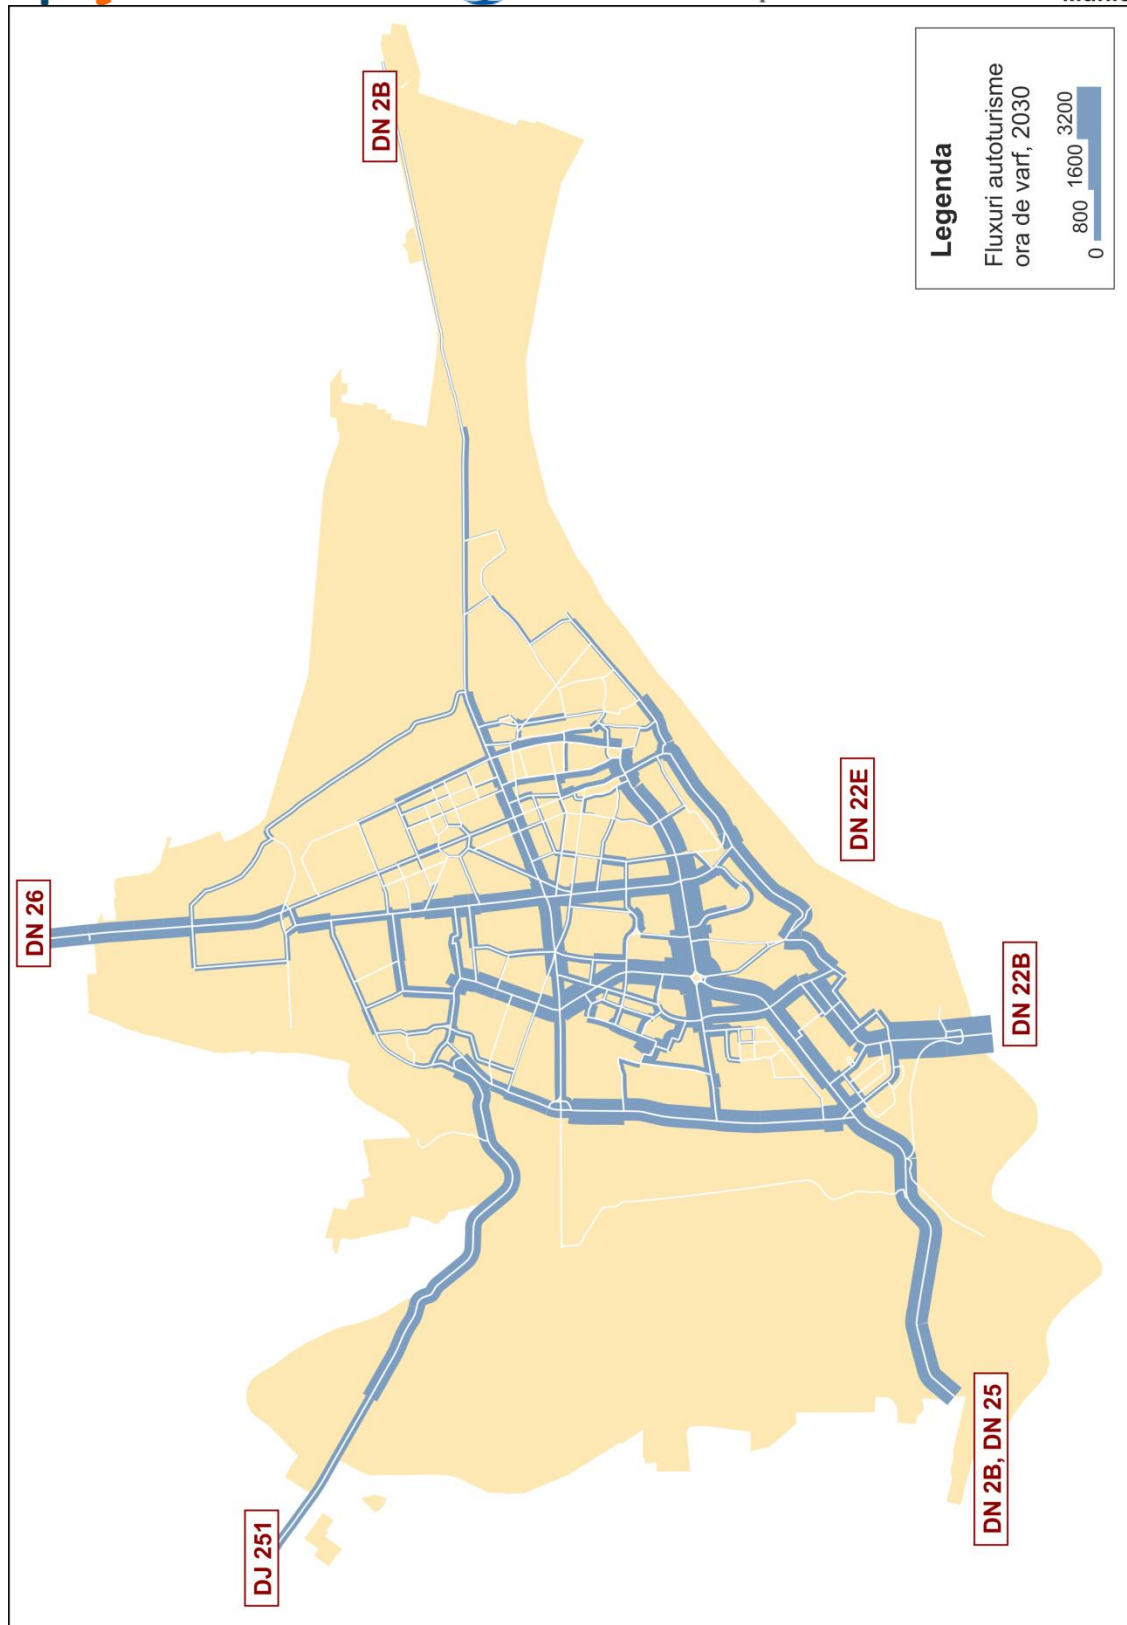 DN 2B
DN 26
DN 22E
DN 22B
DN 2B, DN 25
DJ 251
Legenda
Fluxuri autoturisme
ora de varf, 2030
0 800 1600 3200